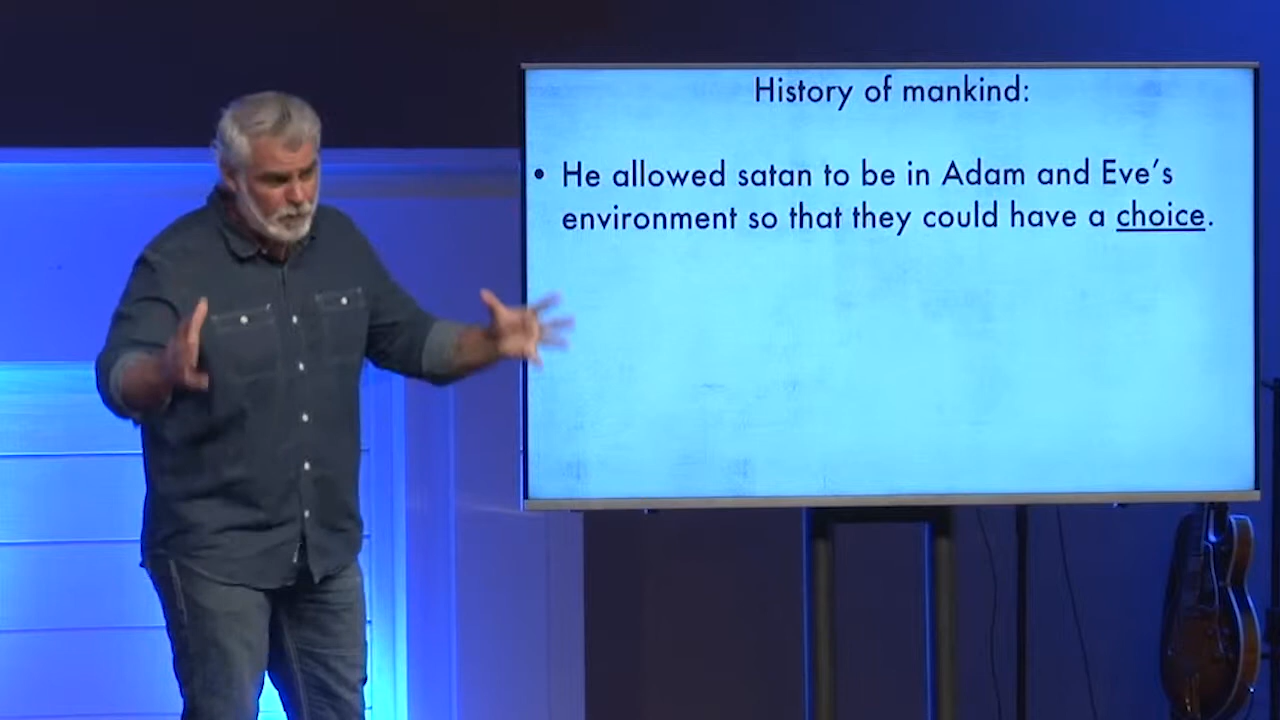 History of mankind:
• He allowed satan to be in Adam and Eve's
environment so that they could have a choice.